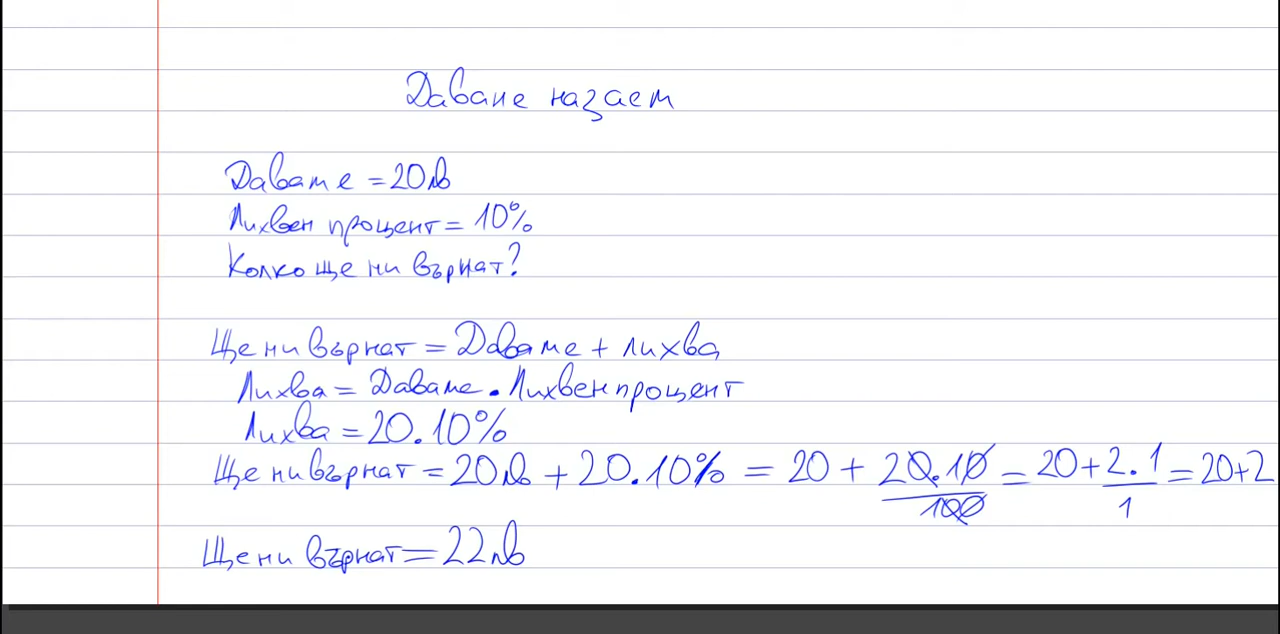 Даване назаем
Даваме = 20лв
Лихвен процент = 10%
Колко ще ни върнат?
Ще ни върнат = Даваме + лихва
Лихва = Даваме . Лихвен процент
Лихва = 20.10%
Ще ни върнат = 20лв + 20.10% = 20 + 20.10/100 = 20 + 2.1/1 = 20+2
Ще ни върнат = 22лв